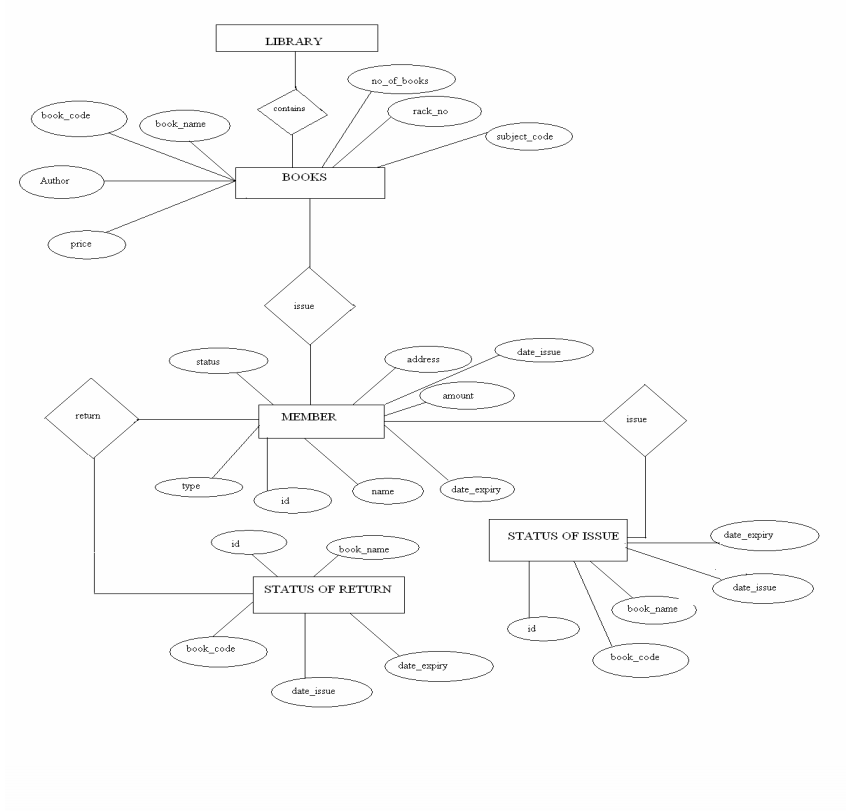 LIBRARY
no_of_books
contains
rack_no
book_code
book_name
subject_code
BOOKS
Author
price
issue
status
address
date_issue
amount
return
MEMBER
issue
type
id
name
date_expiry
id
book_name
STATUS OF ISSUE
date_expiry
STATUS OF RETURN
date_issue
book_name
id
book_code
book_code
date_expiry
date_issue